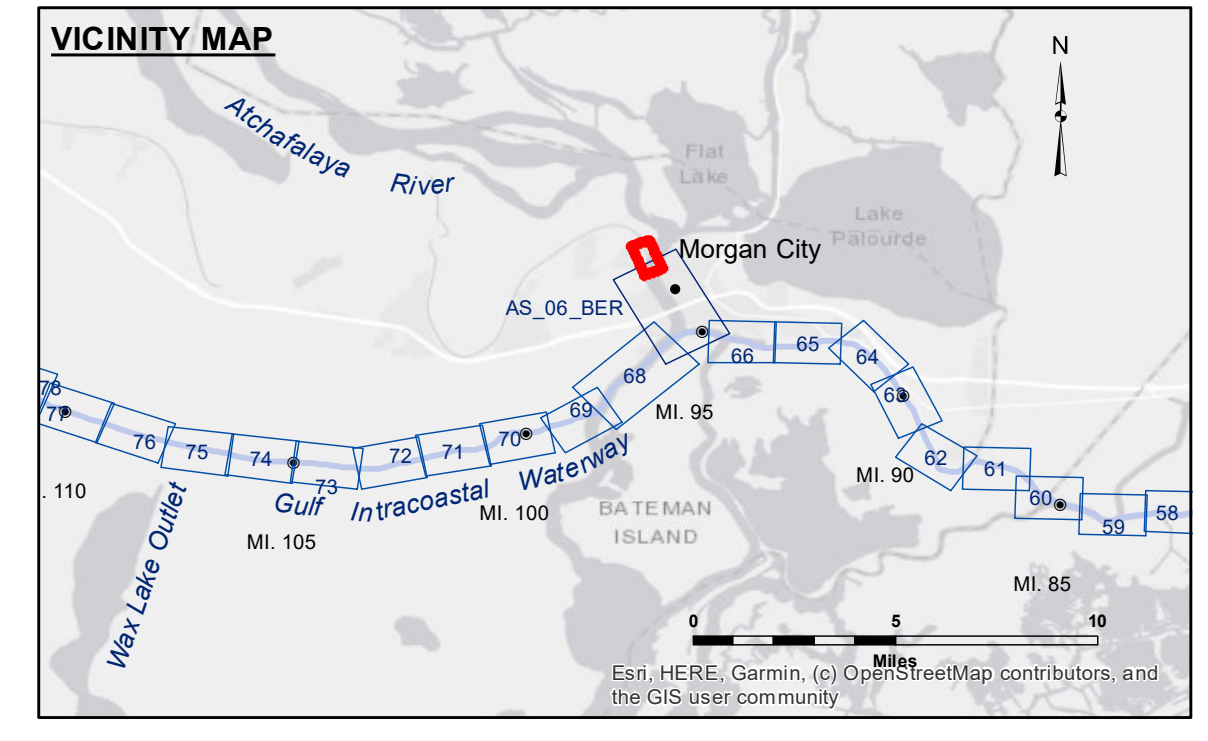 VICINITY MAP
N
Atchafalaya
River
Flat
Lake
Lake
Palourde
Morgan City
AS_06_BER
66
65
64
63
62
61
60
59
58
68
69
70
71
72
73
74
75
76
77
78
MI. 95
MI. 90
MI. 85
MI. 100
MI. 105
. 110
Gulf Intracoastal Waterway
Wax Lake Outlet
BATEMAN
ISLAND
0 5 10
Miles
Esri, HERE, Garmin, (c) OpenStreetMap contributors, and
the GIS user community